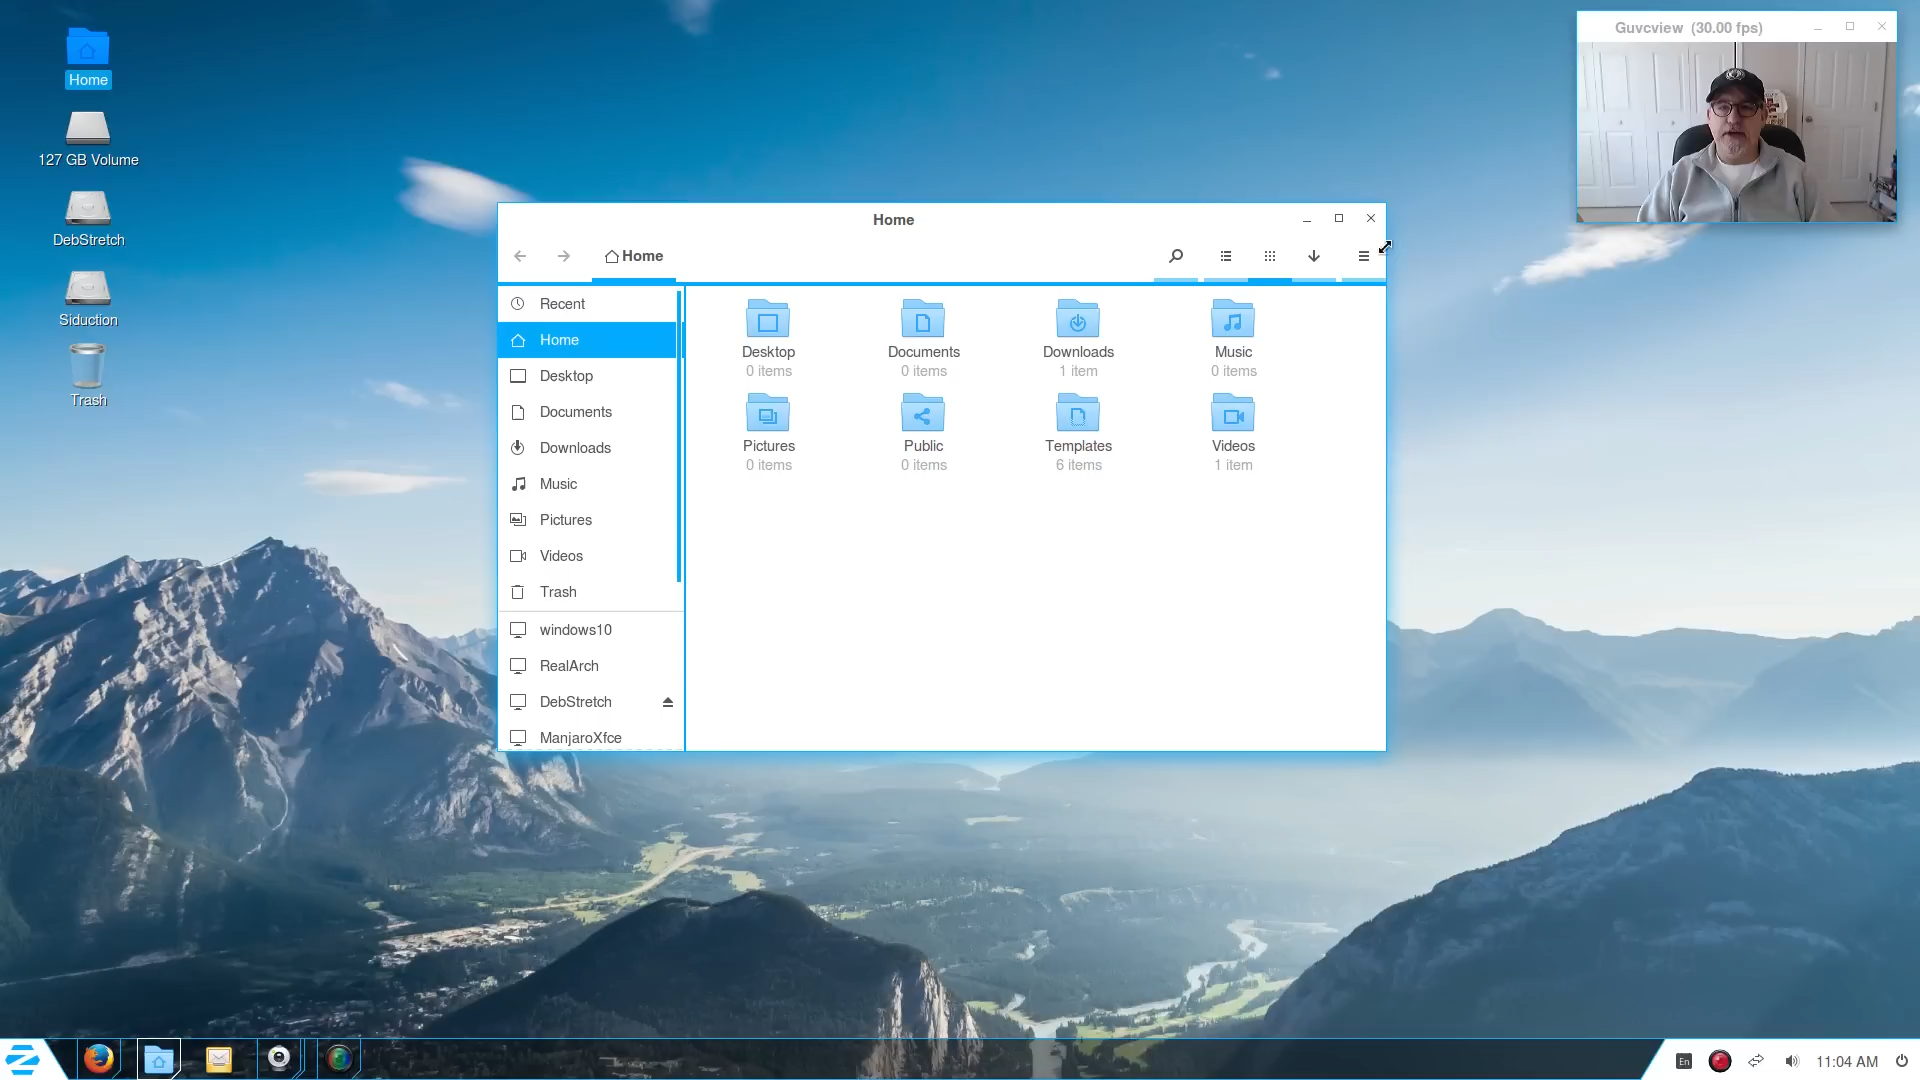 Home
127 GB Volume
DebStretch
Siduction
Trash
Guvcview (30.00 fps)
Home
Home
Recent
Home
Desktop
Documents
Downloads
Music
Pictures
Videos
Trash
windows10
RealArch
DebStretch
ManjaroXfce
Desktop
0 items
Documents
0 items
Downloads
1 item
Music
0 items
Pictures
0 items
Public
0 items
Templates
6 items
Videos
1 item
En
11:04 AM